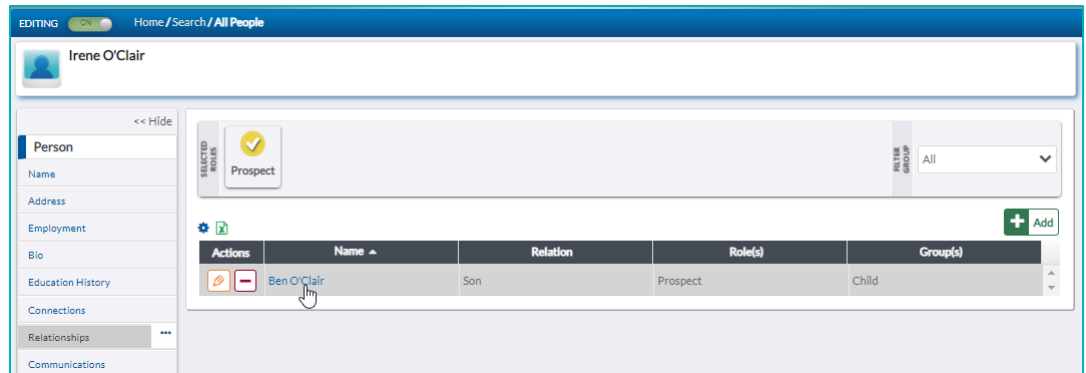 EDITING ON Home / Search / All People
Irene O'Clair
<< Hide
Person
Name
Address
Employment
Bio
Education History
Connections
Relationships
Communications
SELECTED
ROLES
Prospect
FILTER
GROUP
All
Add
Actions Name Relation Role(s) Group(s)
Ben O'Clair Son Prospect Child